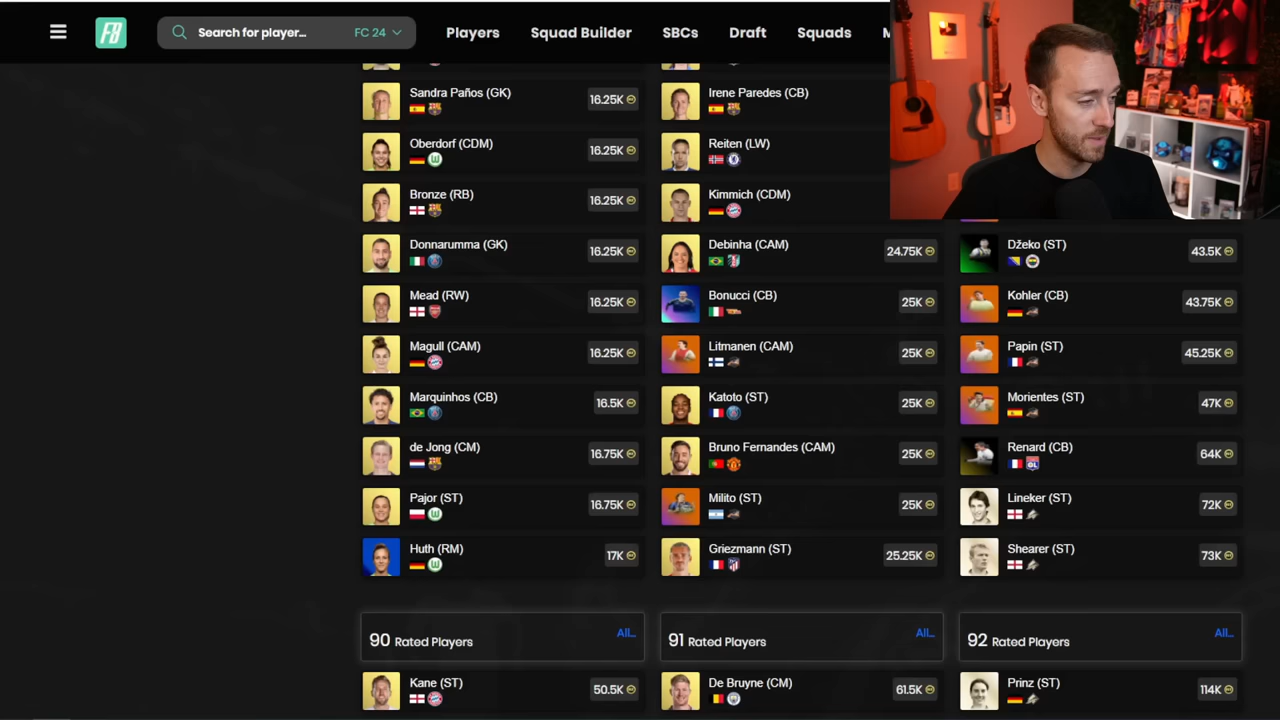 FB
Search for player...
FC 24
Players
Squad Builder
SBCs
Draft
Squads
M
Sandra Paños (GK)
16.25K
Oberdorf (CDM)
16.25K
Bronze (RB)
16.25K
Donnarumma (GK)
16.25K
Mead (RW)
16.25K
Magull (CAM)
16.25K
Marquinhos (CB)
16.5K
de Jong (CM)
16.75K
Pajor (ST)
16.75K
Huth (RM)
17K
Irene Paredes (CB)
Reiten (LW)
Kimmich (CDM)
Debinha (CAM)
24.75K
Bonucci (CB)
25K
Litmanen (CAM)
25K
Katoto (ST)
25K
Bruno Fernandes (CAM)
25K
Milito (ST)
25K
Griezmann (ST)
25.25K
Džeko (ST)
43.5K
Kohler (CB)
43.75K
Papin (ST)
45.25K
Morientes (ST)
47K
Renard (CB)
64K
Lineker (ST)
72K
Shearer (ST)
73K
90 Rated Players
All...
91 Rated Players
All...
92 Rated Players
All...
Kane (ST)
50.5K
De Bruyne (CM)
61.5K
Prinz (ST)
114K